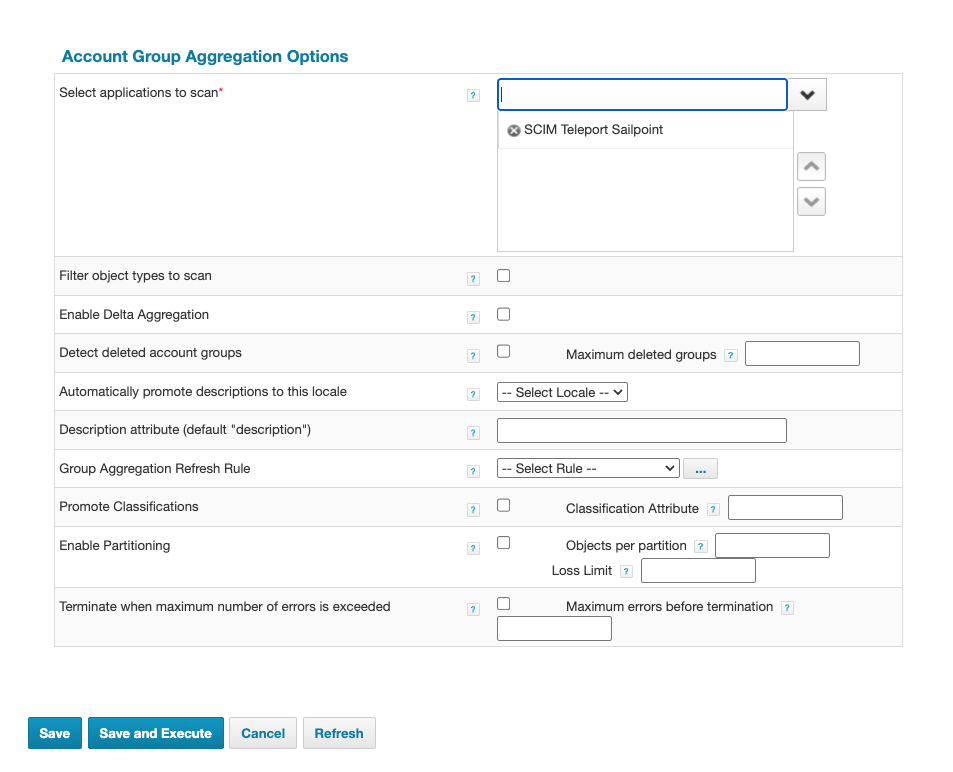 Account Group Aggregation Options
Select applications to scan* ?
SCIM Teleport Sailpoint
Filter object types to scan ?
Enable Delta Aggregation ?
Detect deleted account groups ? Maximum deleted groups ?
Automatically promote descriptions to this locale ? -- Select Locale --
Description attribute (default "description") ?
Group Aggregation Refresh Rule ? -- Select Rule -- ...
Promote Classifications ? Classification Attribute ?
Enable Partitioning ? Objects per partition ?
Loss Limit ?
Terminate when maximum number of errors is exceeded ? Maximum errors before termination ?
Save Save and Execute Cancel Refresh